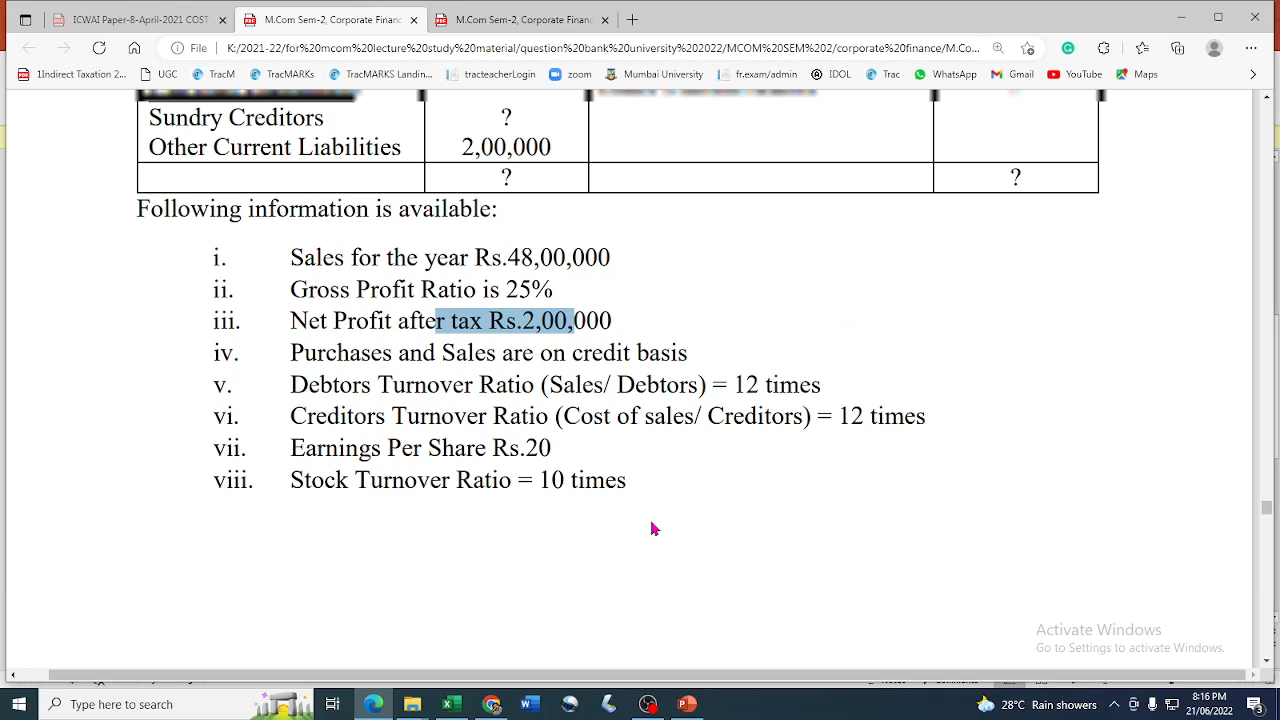 ICWAI Paper-8-April-2021 COST
M.Com Sem-2, Corporate Financ
M.Com Sem-2, Corporate Financ
File
K:/2021-22/for%20mcom%20lecture%20study%20material/question%20bank%20university%202022/MCOM%20SEM%202/corporate%20finance/M.Co...
1Indirect Taxation 2...
UGC
TracM
TracMARKs
TracMARKS Landin...
tracteacherLogin
zoom
Mumbai University
fr.exam/admin
IDOL
Trac
WhatsApp
Gmail
YouTube
Maps
Sundry Creditors ?
Other Current Liabilities 2,00,000
? ?
Following information is available:
i. Sales for the year Rs.48,00,000
ii. Gross Profit Ratio is 25%
iii. Net Profit after tax Rs.2,00,000
iv. Purchases and Sales are on credit basis
v. Debtors Turnover Ratio (Sales/ Debtors) = 12 times
vi. Creditors Turnover Ratio (Cost of sales/ Creditors) = 12 times
vii. Earnings Per Share Rs.20
viii. Stock Turnover Ratio = 10 times
Activate Windows
Go to Settings to activate Windows.
Type here to search
28°C Rain showers
8:16 PM
21/06/2022